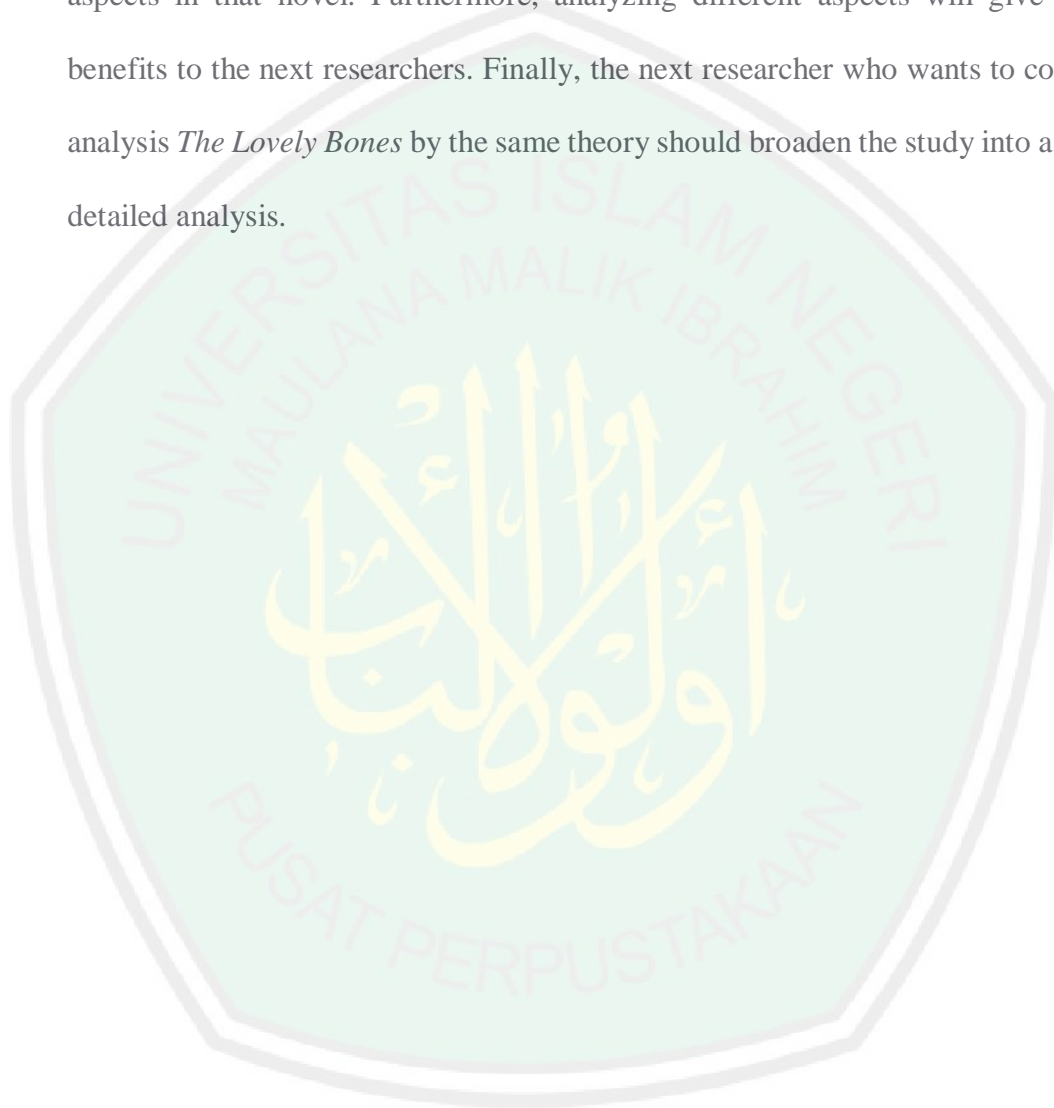 aspects in that novel. Furthermore, analyzing different aspects will give
benefits to the next researchers. Finally, the next researcher who wants to co
analysis The Lovely Bones by the same theory should broaden the study into a
detailed analysis.
UNIVERSITAS ISLAM NEGERI
MAULANA MALIK IBRAHIM
أولوا الألباب
PUSAT PERPUSTAKAAN